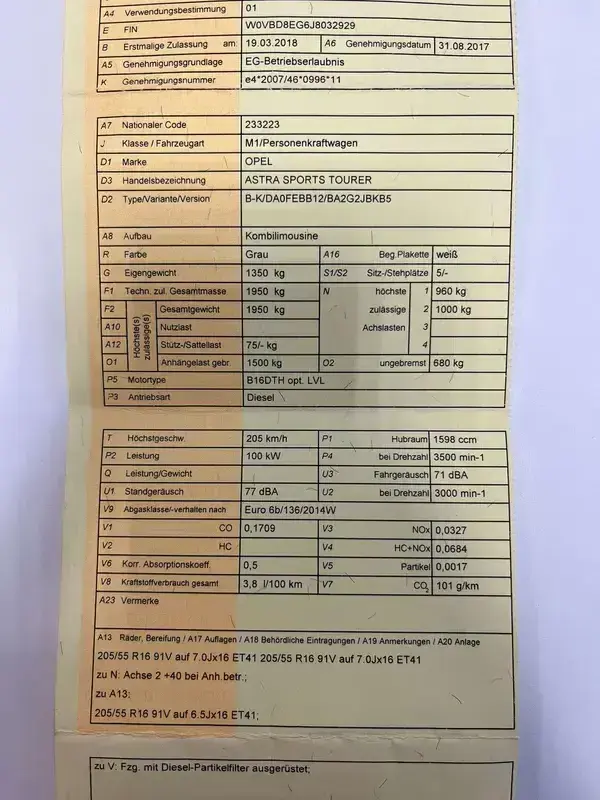 A4 Verwendungsbestimmung 01
E FIN W0VBD8EG6J8032929
B Erstmalige Zulassung am: 19.03.2018 A6 Genehmigungsdatum 31.08.2017
A5 Genehmigungsgrundlage EG-Betriebserlaubnis
K Genehmigungsnummer e4*2007/46*0996*11
A7 Nationaler Code 233223
J Klasse / Fahrzeugart M1/Personenkraftwagen
D1 Marke OPEL
D3 Handelsbezeichnung ASTRA SPORTS TOURER
D2 Type/Variante/Version B-K/DA0FEBB12/BA2G2JBKB5
A8 Aufbau Kombilimousine
R Farbe Grau A16 Beg.Plakette weiß
G Eigengewicht 1350 kg S1/S2 Sitz-/Stehplätze 5/-
F1 Techn. zul. Gesamtmasse 1950 kg N höchste 1 960 kg
F2 Höchste(s) zulässige(s) Gesamtgewicht 1950 kg zulässige 2 1000 kg
A10 Nutzlast Achslasten 3
A12 Stütz-/Sattellast 75/- kg 4
O1 Anhängelast gebr. 1500 kg O2 ungebremst 680 kg
P5 Motortype B16DTH opt. LVL
P3 Antriebsart Diesel
T Höchstgeschw. 205 km/h P1 Hubraum 1598 ccm
P2 Leistung 100 kW P4 bei Drehzahl 3500 min-1
Q Leistung/Gewicht U3 Fahrgeräusch 71 dBA
U1 Standgeräusch 77 dBA U2 bei Drehzahl 3000 min-1
V9 Abgasklasse/-verhalten nach Euro 6b/136/2014W
V1 CO 0,1709 V3 NOx 0,0327
V2 HC V4 HC+NOx 0,0684
V6 Korr. Absorptionskoeff. 0,5 V5 Partikel 0,0017
V8 Kraftstoffverbrauch gesamt 3,8 l/100 km V7 CO2 101 g/km
A23 Vermerke
A13 Räder, Bereifung / A17 Auflagen / A18 Behördliche Eintragungen / A19 Anmerkungen / A20 Anlage
205/55 R16 91V auf 7.0Jx16 ET41 205/55 R16 91V auf 7.0Jx16 ET41
zu N: Achse 2 +40 bei Anh.betr.;
zu A13;
205/55 R16 91V auf 6.5Jx16 ET41;
zu V: Fzg. mit Diesel-Partikelfilter ausgerüstet;